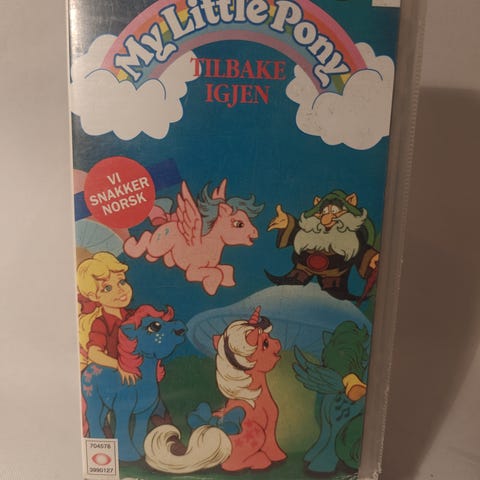 My Little Pony
TILBAKE
IGJEN
VI
SNAKKER
NORSK
704578
3990127